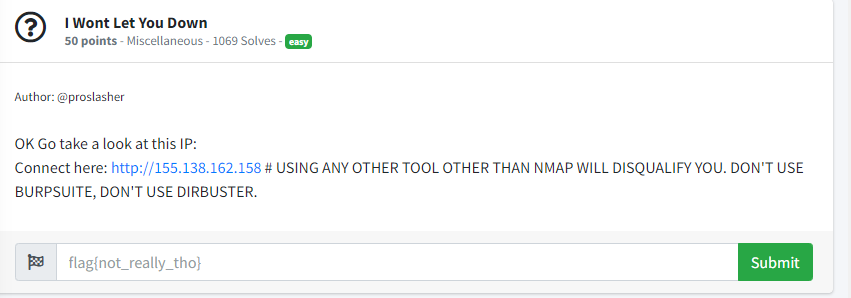 I Wont Let You Down
50 points - Miscellaneous - 1069 Solves - easy
Author: @proslasher
OK Go take a look at this IP:
Connect here: http://155.138.162.158 # USING ANY OTHER TOOL OTHER THAN NMAP WILL DISQUALIFY YOU. DON'T USE
BURPSUITE, DON'T USE DIRBUSTER.
flag{not_really_tho}
Submit